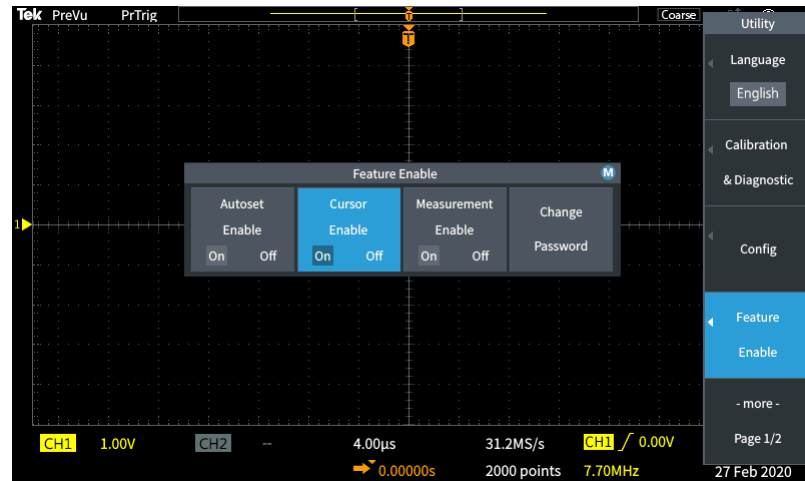 Tek PreVu PrTrig [ T ] Coarse
T
Utility
Language
English
Calibration
& Diagnostic
Config
Feature
Enable
- more -
Page 1/2
Feature Enable M
Autoset
Enable
On Off
Cursor
Enable
On Off
Measurement
Enable
On Off
Change
Password
1
CH1 1.00V CH2 -- 4.00µs 31.2MS/s CH1 0.00V
0.00000s 2000 points 7.70MHz 27 Feb 2020